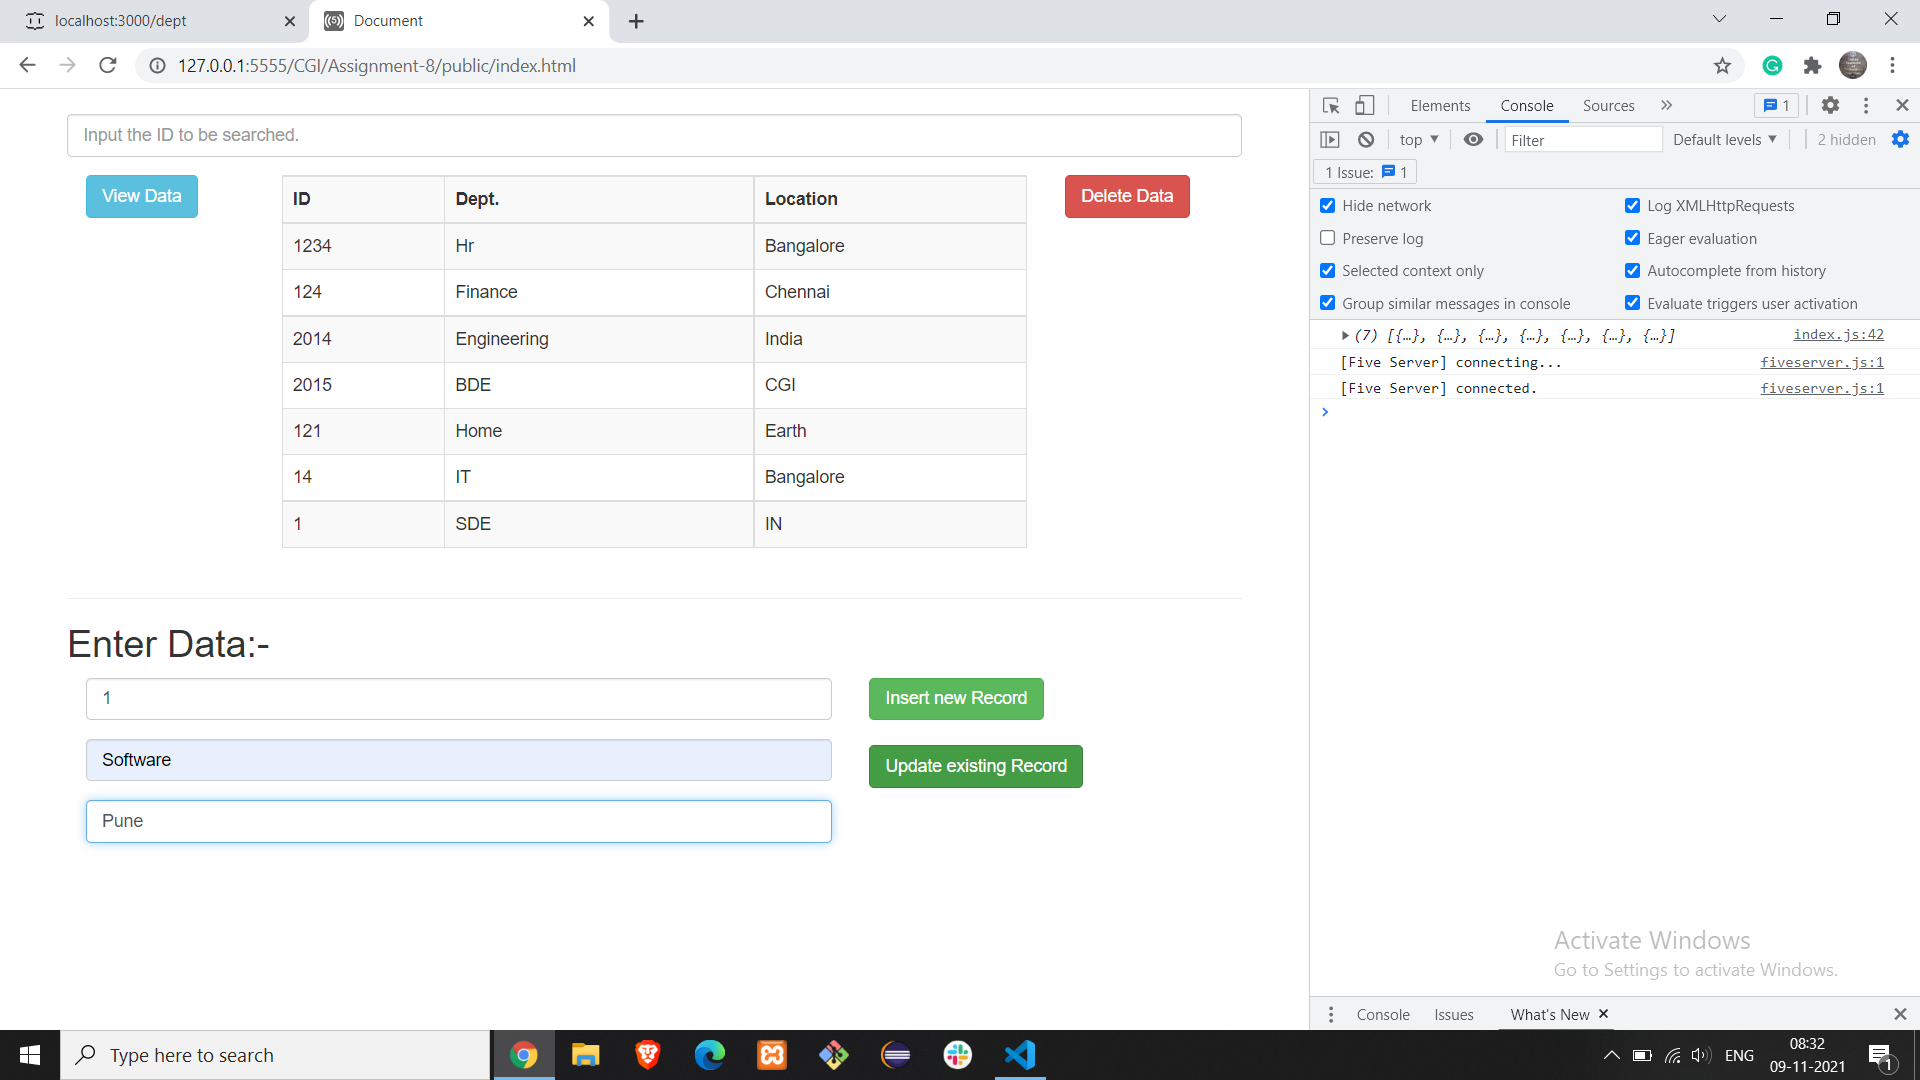 localhost:3000/dept
Document
127.0.0.1:5555/CGI/Assignment-8/public/index.html
Input the ID to be searched.
View Data
ID Dept. Location
1234 Hr Bangalore
124 Finance Chennai
2014 Engineering India
2015 BDE CGI
121 Home Earth
14 IT Bangalore
1 SDE IN
Delete Data
Enter Data:-
1
Software
Pune
Insert new Record
Update existing Record
Elements Console Sources 1
top Filter Default levels 2 hidden
1 Issue: 1
Hide network Log XMLHttpRequests
Preserve log Eager evaluation
Selected context only Autocomplete from history
Group similar messages in console Evaluate triggers user activation
(7) [{…}, {…}, {…}, {…}, {…}, {…}, {…}] index.js:42
[Five Server] connecting... fiveserver.js:1
[Five Server] connected. fiveserver.js:1
Activate Windows
Go to Settings to activate Windows.
Console Issues What's New
Type here to search
ENG
08:32
09-11-2021
1